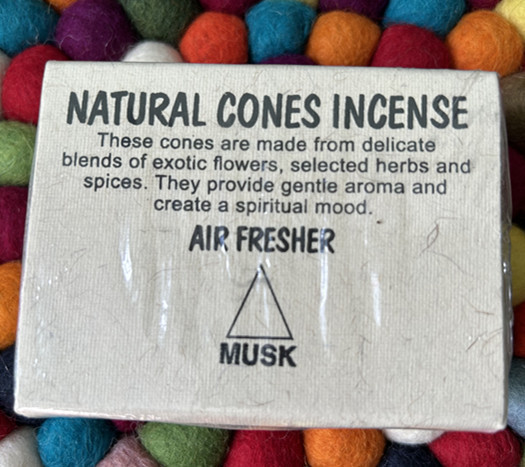 NATURAL CONES INCENSE
These cones are made from delicate
blends of exotic flowers, selected herbs and
spices. They provide gentle aroma and
create a spiritual mood.
AIR FRESHER
MUSK